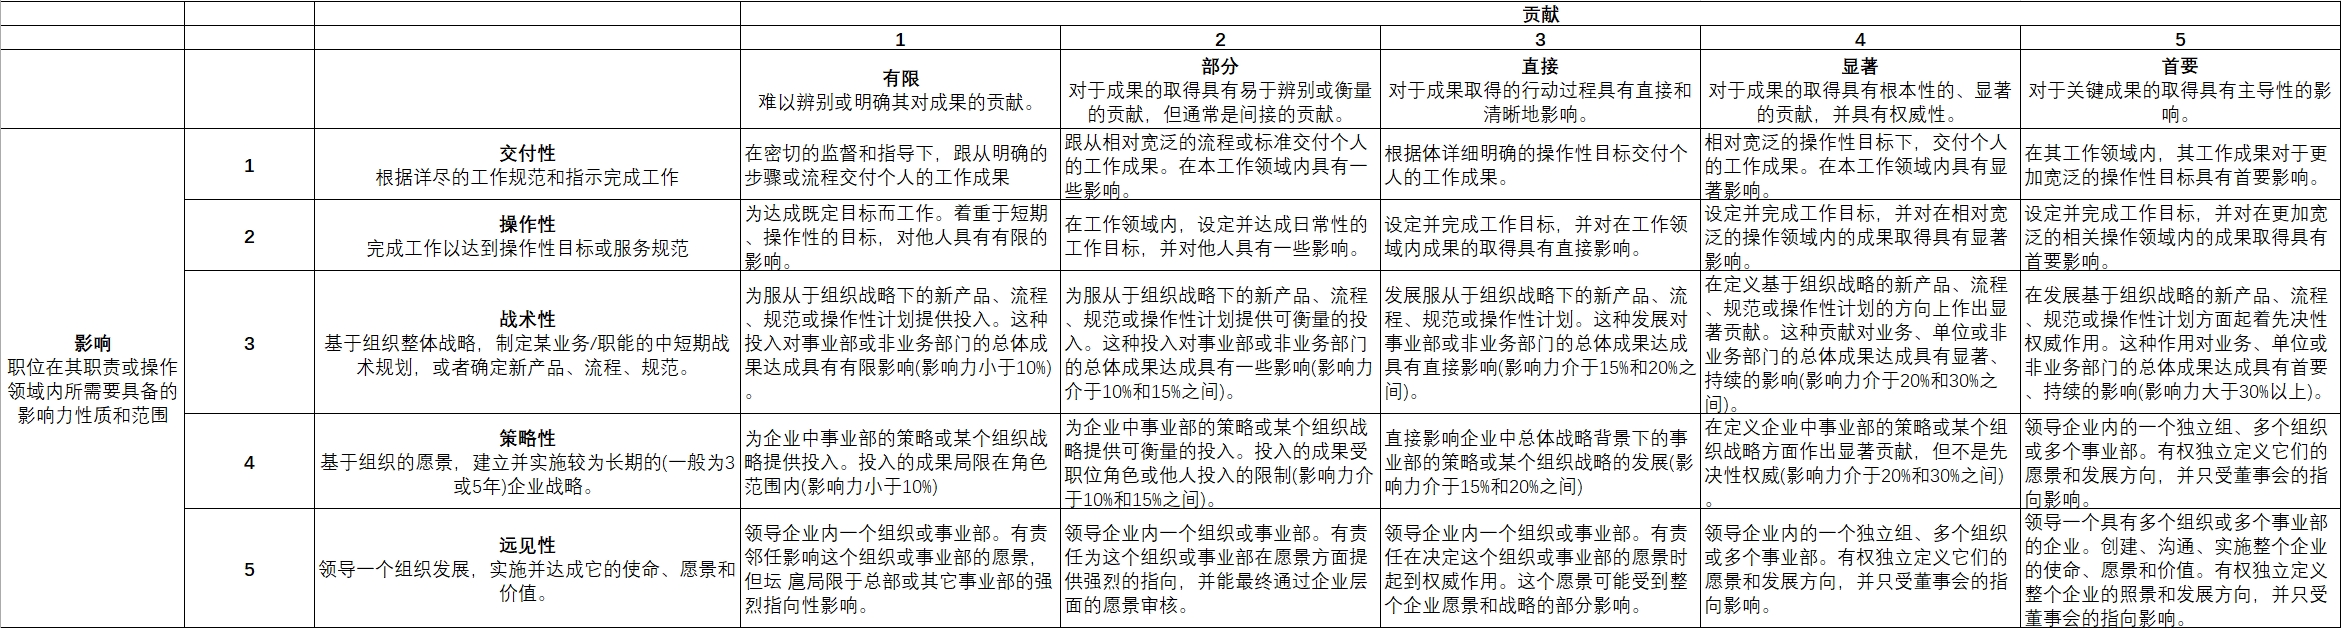 贡献
1
2
3
4
5
有限
难以辨别或明确其对成果的贡献。
部分
对于成果的取得具有易于辨别或衡量
的贡献，但通常是间接的贡献。
直接
对于成果取得的行动过程具有直接和
清晰地影响。
显著
对于成果的取得具有根本性的、显著
的贡献，并具有权威性。
首要
对于关键成果的取得具有主导性的影
响。
影响
职位在其职责或操作
领域内所需要具备的
影响力性质和范围
1
交付性
根据详尽的工作规范和指示完成工作
在密切的监督和指导下，跟从明确的
步骤或流程交付个人的工作成果
跟从相对宽泛的流程或标准交付个人
的工作成果。在本工作领域内具有一
些影响。
根据体详细明确的操作性目标交付个
人的工作成果。
相对宽泛的操作性目标下，交付个人
的工作成果。在本工作领域内具有显
著影响。
在其工作领域内，其工作成果对于更
加宽泛的操作性目标具有首要影响。
2
操作性
完成工作以达到操作性目标或服务规范
为达成既定目标而工作。着重于短期
、操作性的目标，对他人具有有限的
影响。
在工作领域内，设定并达成日常性的
工作目标，并对他人具有一些影响。
设定并完成工作目标，并对在工作领
域内成果的取得具有直接影响。
设定并完成工作目标，并对在相对宽
泛的操作领域内的成果取得具有显著
影响。
设定并完成工作目标，并对在更加宽
泛的相关操作领域内的成果取得具有
首要影响。
3
战术性
基于组织整体战略，制定某业务/职能的中短期战
术规划，或者确定新产品、流程、规范。
为服从于组织战略下的新产品、流程
、规范或操作性计划提供投入。这种
投入对事业部或非业务部门的总体成
果达成具有有限影响(影响力小于10%)
。
为服从于组织战略下的新产品、流程
、规范或操作性计划提供可衡量的投
入。这种投入对事业部或非业务部门
的总体成果达成具有一些影响(影响力
介于10%和15%之间)。
发展服从于组织战略下的新产品、流
程、规范或操作性计划。这种发展对
事业部或非业务部门的总体成果达成
具有直接影响(影响力介于15%和20%之
间)。
在定义基于组织战略的新产品、流程
、规范或操作性计划的方向上作出显
著贡献。这种贡献对业务、单位或非
业务部门的总体成果达成具有显著、
持续的影响(影响力介于20%和30%之
间)。
在发展基于组织战略的新产品、流程
、规范或操作性计划方面起着先决性
权威作用。这种作用对业务、单位或
非业务部门的总体成果达成具有首要
、持续的影响(影响力大于30%以上)。
4
策略性
基于组织的愿景，建立并实施较为长期的(一般为3
或5年)企业战略。
为企业中事业部的策略或某个组织战
略提供投入。投入的成果局限在角色
范围内(影响力小于10%)
为企业中事业部的策略或某个组织战
略提供可衡量的投入。投入的成果受
职位角色或他人投入的限制(影响力介
于10%和15%之间)。
直接影响企业中总体战略背景下的事
业部的策略或某个组织战略的发展(影
响力介于15%和20%之间)
在定义企业中事业部的策略或某个组
织战略方面作出显著贡献，但不是先
决性权威(影响力介于20%和30%之间)
。
领导企业内的一个独立组、多个组织
或多个事业部。有权独立定义它们的
愿景和发展方向，并只受董事会的指
向影响。
5
远见性
领导一个组织发展，实施并达成它的使命、愿景和
价值。
领导企业内一个组织或事业部。有责
邻任影响这个组织或事业部的愿景，
但坛 扈局限于总部或其它事业部的强
烈指向性影响。
领导企业内一个组织或事业部。有责
任为这个组织或事业部在愿景方面提
供强烈的指向，并能最终通过企业层
面的愿景审核。
领导企业内一个组织或事业部。有责
任在决定这个组织或事业部的愿景时
起到权威作用。这个愿景可能受到整
个企业愿景和战略的部分影响。
领导企业内的一个独立组、多个组织
或多个事业部。有权独立定义它们的
愿景和发展方向，并只受董事会的指
向影响。
领导一个具有多个组织或多个事业部
的企业。创建、沟通、实施整个企业
的使命、愿景和价值。有权独立定义
整个企业的照景和发展方向，并只受
董事会的指向影响。